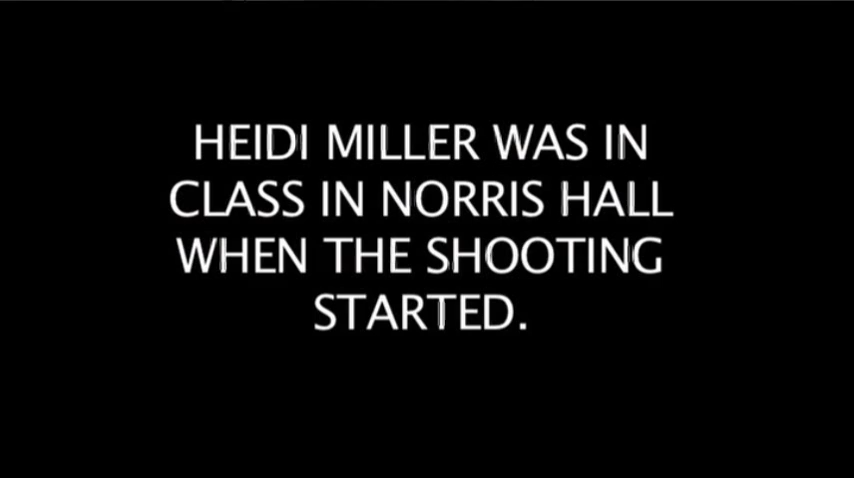 HEIDI MILLER WAS IN
CLASS IN NORRIS HALL
WHEN THE SHOOTING
STARTED.